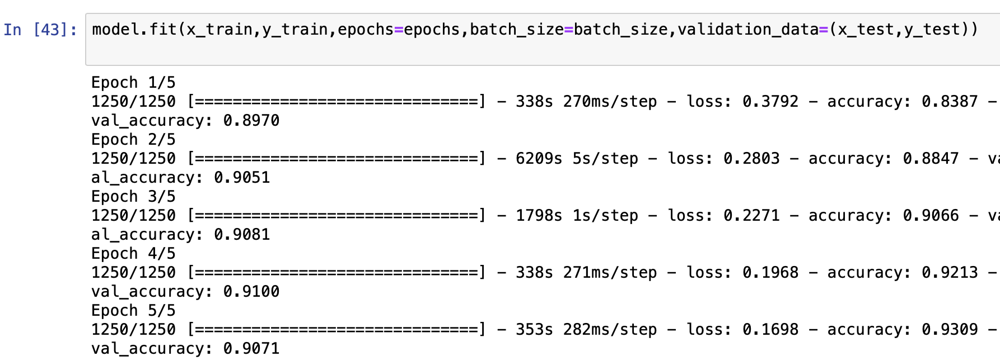 In [43]: model.fit(x_train,y_train,epochs=epochs,batch_size=batch_size,validation_data=(x_test,y_test))
Epoch 1/5
1250/1250 [==============================] - 338s 270ms/step - loss: 0.3792 - accuracy: 0.8387 -
val_accuracy: 0.8970
Epoch 2/5
1250/1250 [==============================] - 6209s 5s/step - loss: 0.2803 - accuracy: 0.8847 - va
al_accuracy: 0.9051
Epoch 3/5
1250/1250 [==============================] - 1798s 1s/step - loss: 0.2271 - accuracy: 0.9066 - va
al_accuracy: 0.9081
Epoch 4/5
1250/1250 [==============================] - 338s 271ms/step - loss: 0.1968 - accuracy: 0.9213 -
val_accuracy: 0.9100
Epoch 5/5
1250/1250 [==============================] - 353s 282ms/step - loss: 0.1698 - accuracy: 0.9309 -
val_accuracy: 0.9071